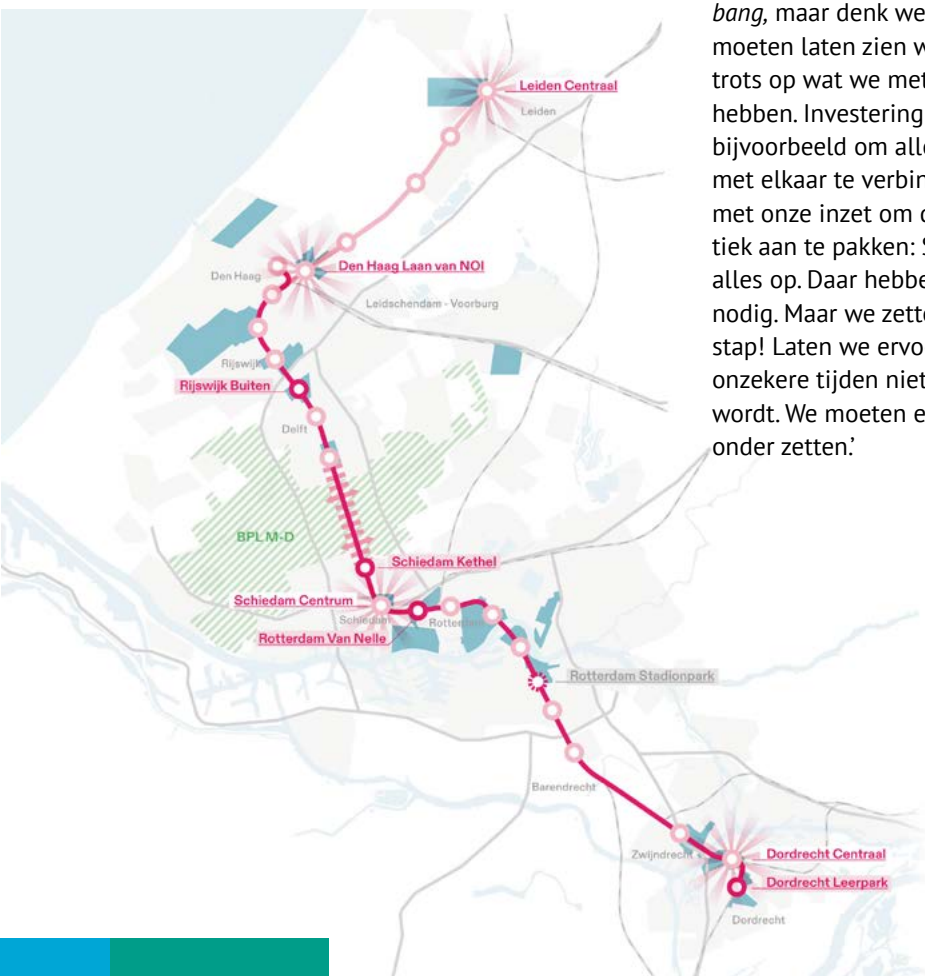 bang, maar denk we
moeten laten zien w
trots op wat we met
hebben. Investering
bijvoorbeeld om alle
met elkaar te verbin
met onze inzet om d
tiek aan te pakken: S
alles op. Daar hebbe
nodig. Maar we zette
stap! Laten we ervo
onzekere tijden niet
wordt. We moeten e
onder zetten.’
Leiden Centraal
Leiden
Den Haag Laan van NOI
Den Haag
Leidschendam - Voorburg
Rijswijk
Rijswijk Buiten
Delft
BPL M-D
Schiedam Kethel
Schiedam Centrum
Schiedam
Rotterdam
Rotterdam Van Nelle
Rotterdam Stadionpark
Barendrecht
Zwijndrecht
Dordrecht Centraal
Dordrecht Leerpark
Dordrecht